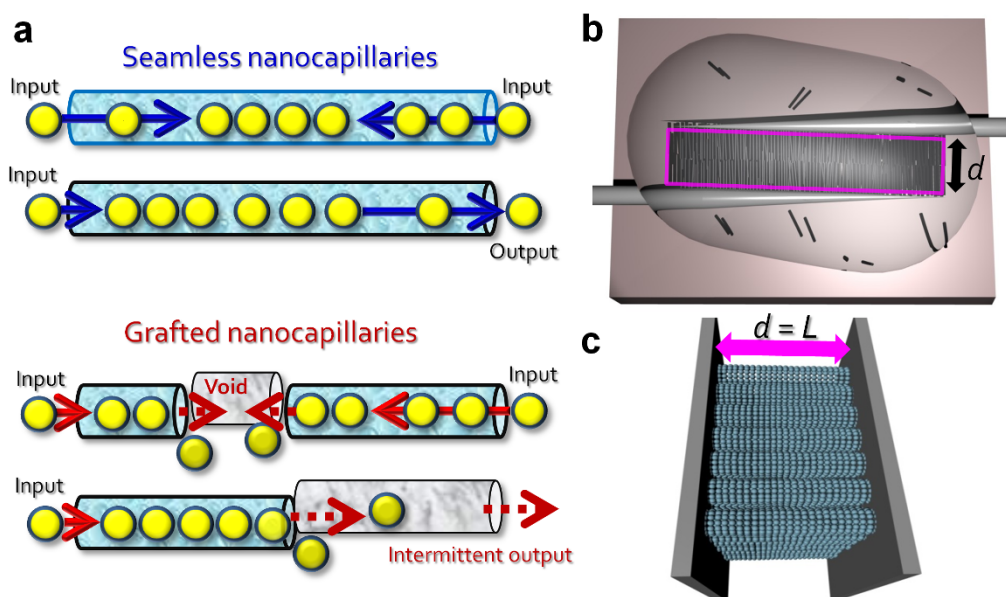 a
Seamless nanocapillaries
Input
Input
Input
Output
Grafted nanocapillaries
Input
Void
Input
Input
Intermittent output
b
d
c
d = L